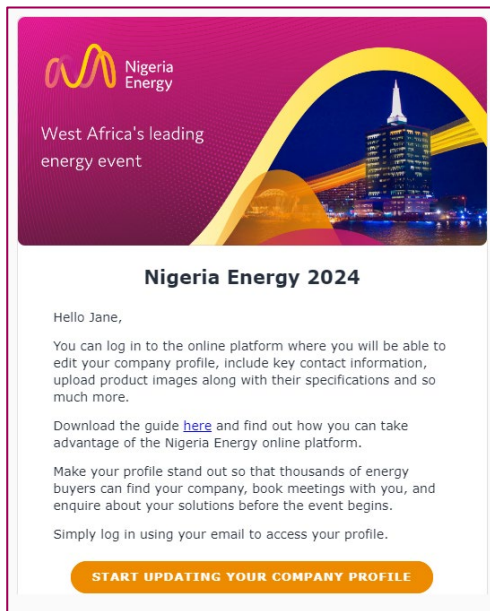 Nigeria
Energy
West Africa's leading
energy event
Nigeria Energy 2024
Hello Jane,
You can log in to the online platform where you will be able to
edit your company profile, include key contact information,
upload product images along with their specifications and so
much more.
Download the guide here and find out how you can take
advantage of the Nigeria Energy online platform.
Make your profile stand out so that thousands of energy
buyers can find your company, book meetings with you, and
enquire about your solutions before the event begins.
Simply log in using your email to access your profile.
START UPDATING YOUR COMPANY PROFILE